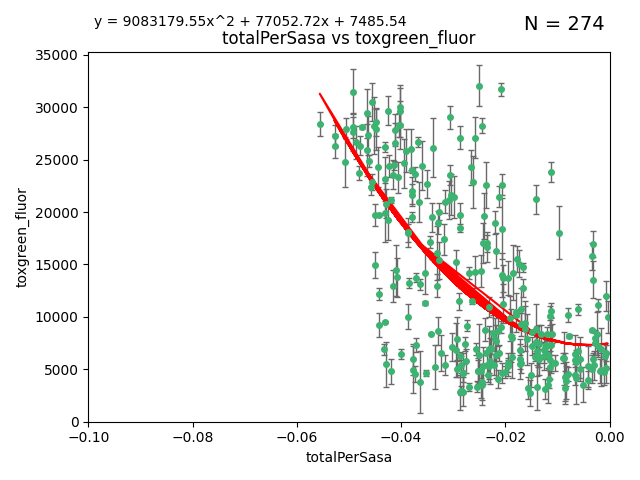 y = 9083179.55x^2 + 77052.72x + 7485.54
N = 274
totalPerSasa vs toxgreen_fluor
35000
30000
25000
20000
15000
10000
5000
0
toxgreen_fluor
−0.10 −0.08 −0.06 −0.04 −0.02 0.00
totalPerSasa